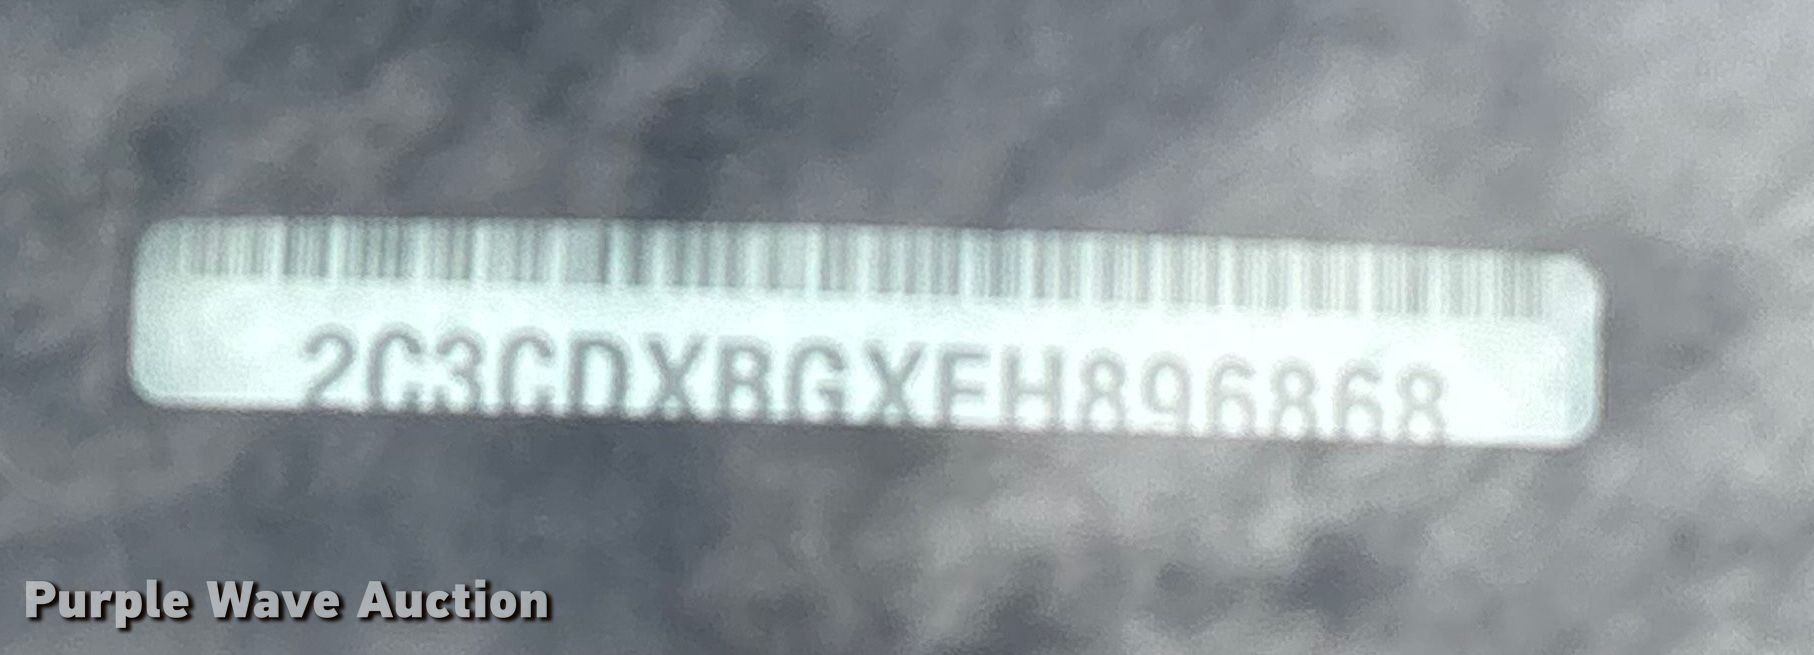 2C3CDXBGXEH896868
Purple Wave Auction